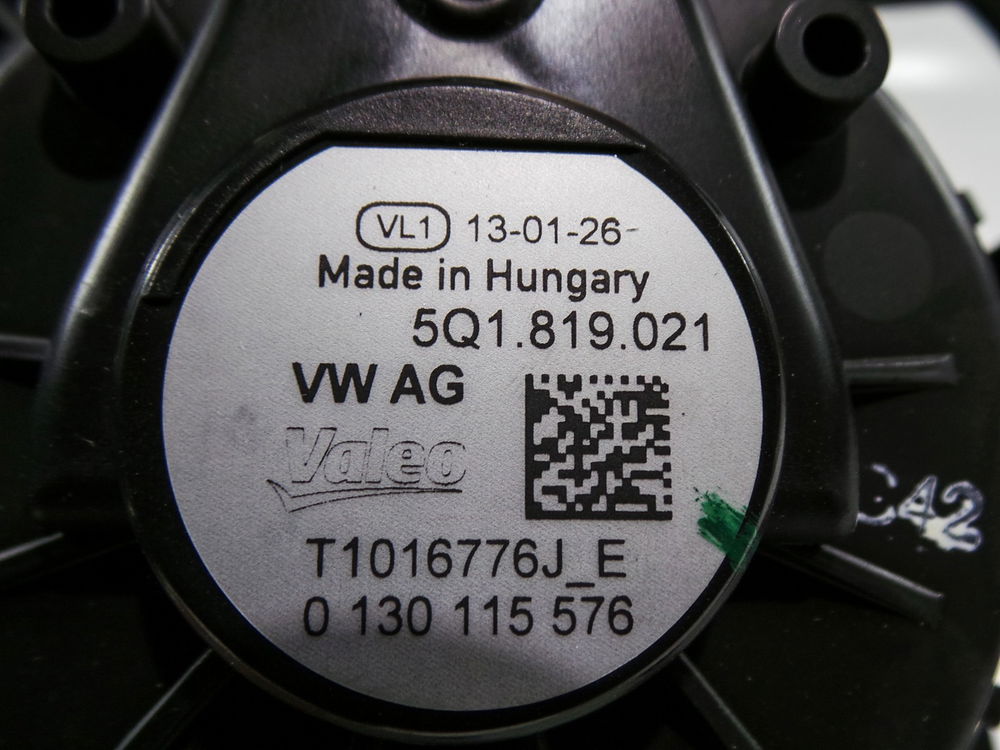 VL1 13-01-26-
Made in Hungary
5Q1.819.021
VW AG
Valeo
T1016776J_E
0 130 115 576
C42